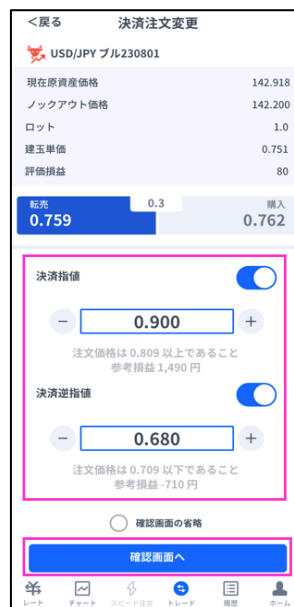 <戻る 決済注文変更
USD/JPY ブル230801
現在原資産価格 142.918
ノックアウト価格 142.200
ロット 1.0
建玉単価 0.751
評価損益 80
転売 0.3 購入
0.759 0.762
決済指値
− 0.900 +
注文価格は 0.809 以上であること
参考損益 1,490 円
決済逆指値
− 0.680 +
注文価格は 0.709 以下であること
参考損益 -710 円
確認画面の省略
確認画面へ
レート チャート スピード注文 トレード 履歴 ホーム